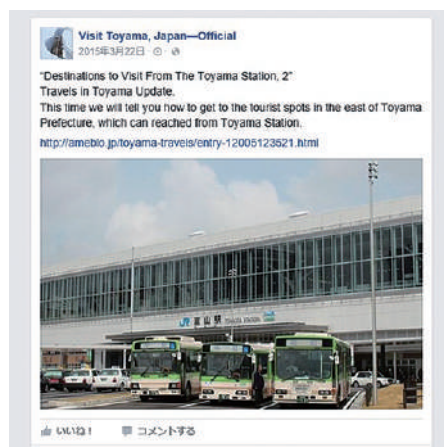 Visit Toyama, Japan—Official
2015年3月22日
"Destinations to Visit From The Toyama Station, 2"
Travels in Toyama Update.
This time we will tell you how to get to the tourist spots in the east of Toyama
Prefecture, which can reached from Toyama Station.
http://ameblo.jp/toyama-travels/entry-12005123521.html
JR 富山駅 TOYAMA STATION
いいね！ コメントする